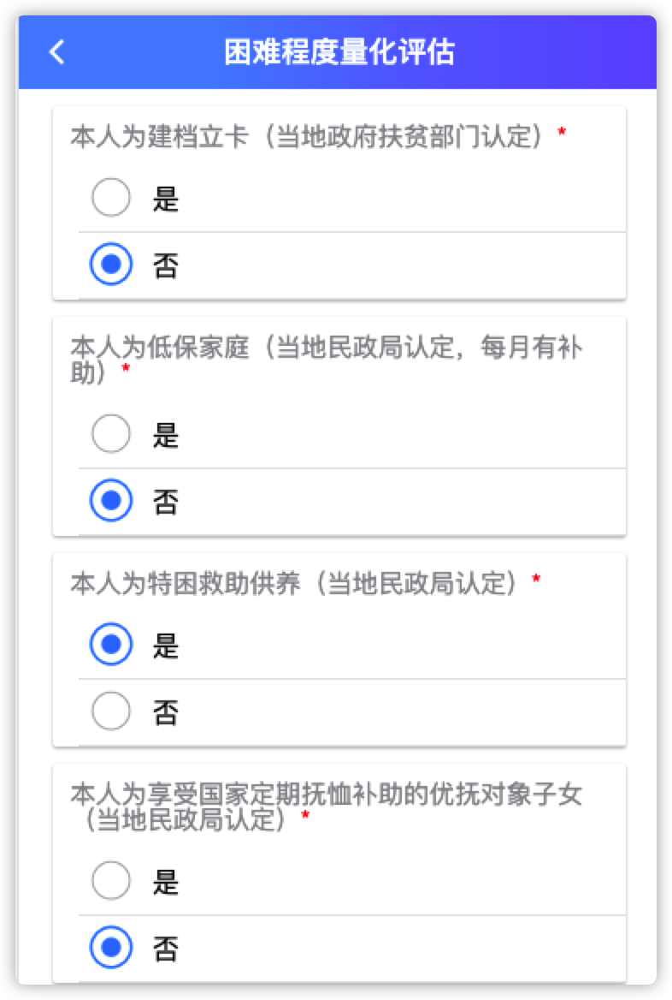 困难程度量化评估
本人为建档立卡（当地政府扶贫部门认定）*
是
否
本人为低保家庭（当地民政局认定，每月有补
助）*
是
否
本人为特困救助供养（当地民政局认定）*
是
否
本人为享受国家定期抚恤补助的优抚对象子女
（当地民政局认定）*
是
否